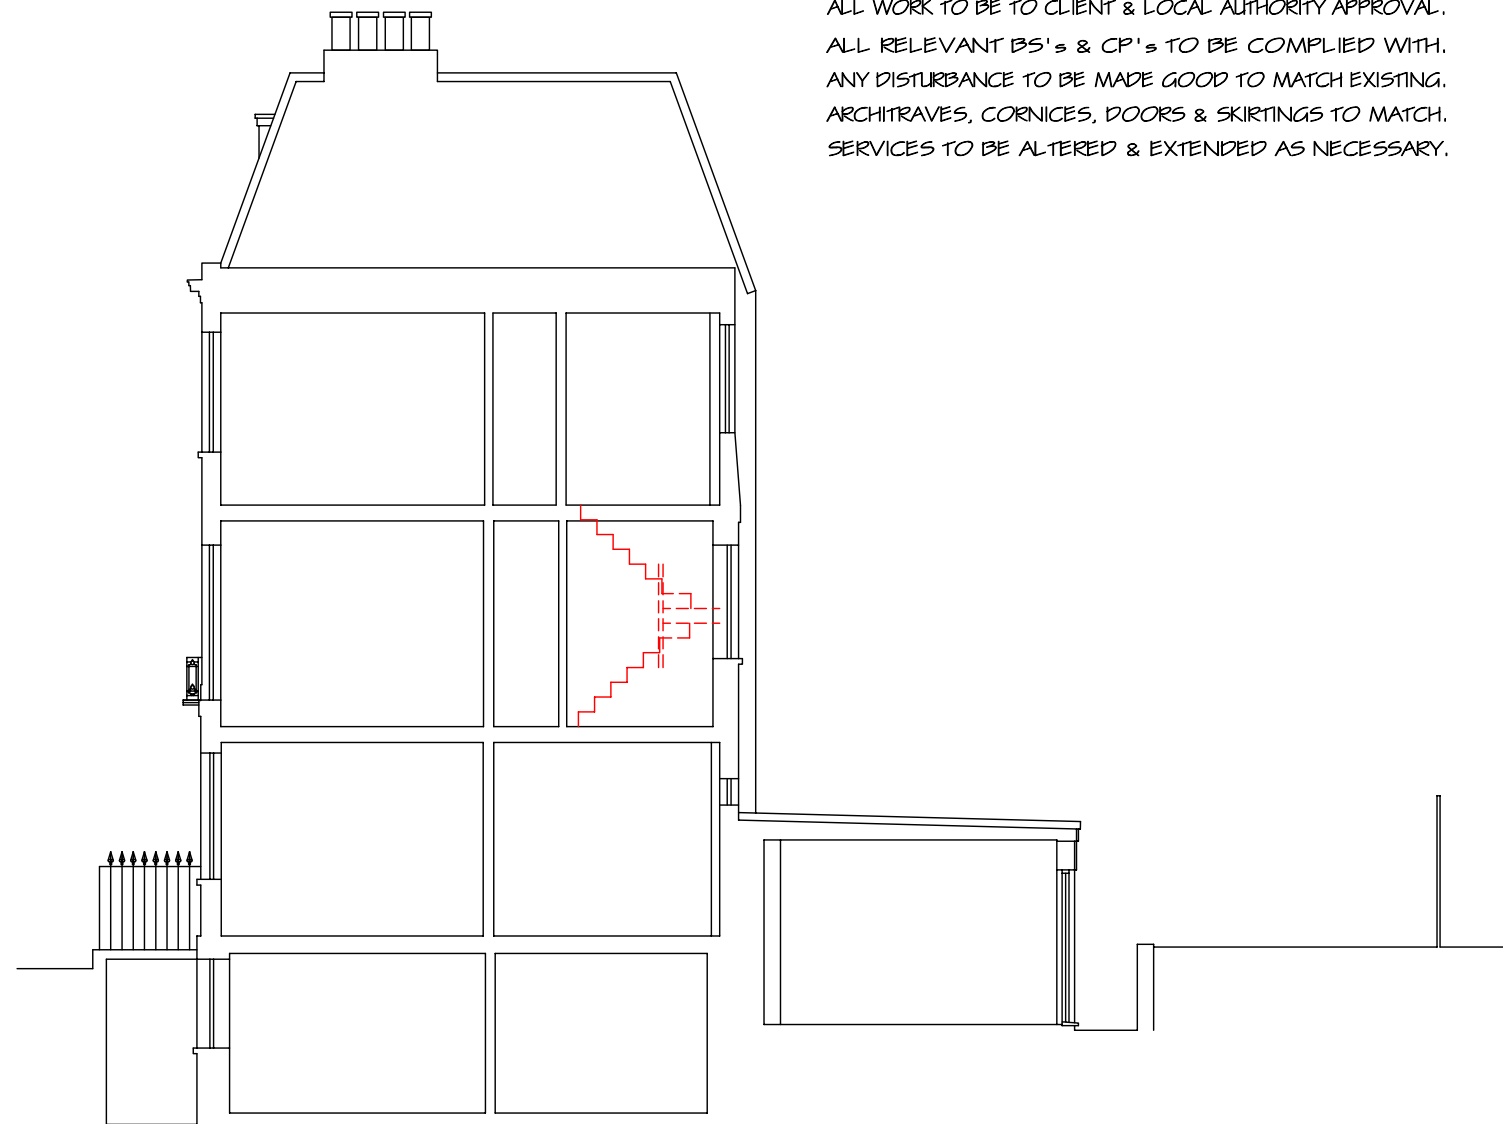 ALL WORK TO BE TO CLIENT & LOCAL AUTHORITY APPROVAL.
ALL RELEVANT BS's & CP's TO BE COMPLIED WITH.
ANY DISTURBANCE TO BE MADE GOOD TO MATCH EXISTING.
ARCHITRAVES, CORNICES, DOORS & SKIRTINGS TO MATCH.
SERVICES TO BE ALTERED & EXTENDED AS NECESSARY.